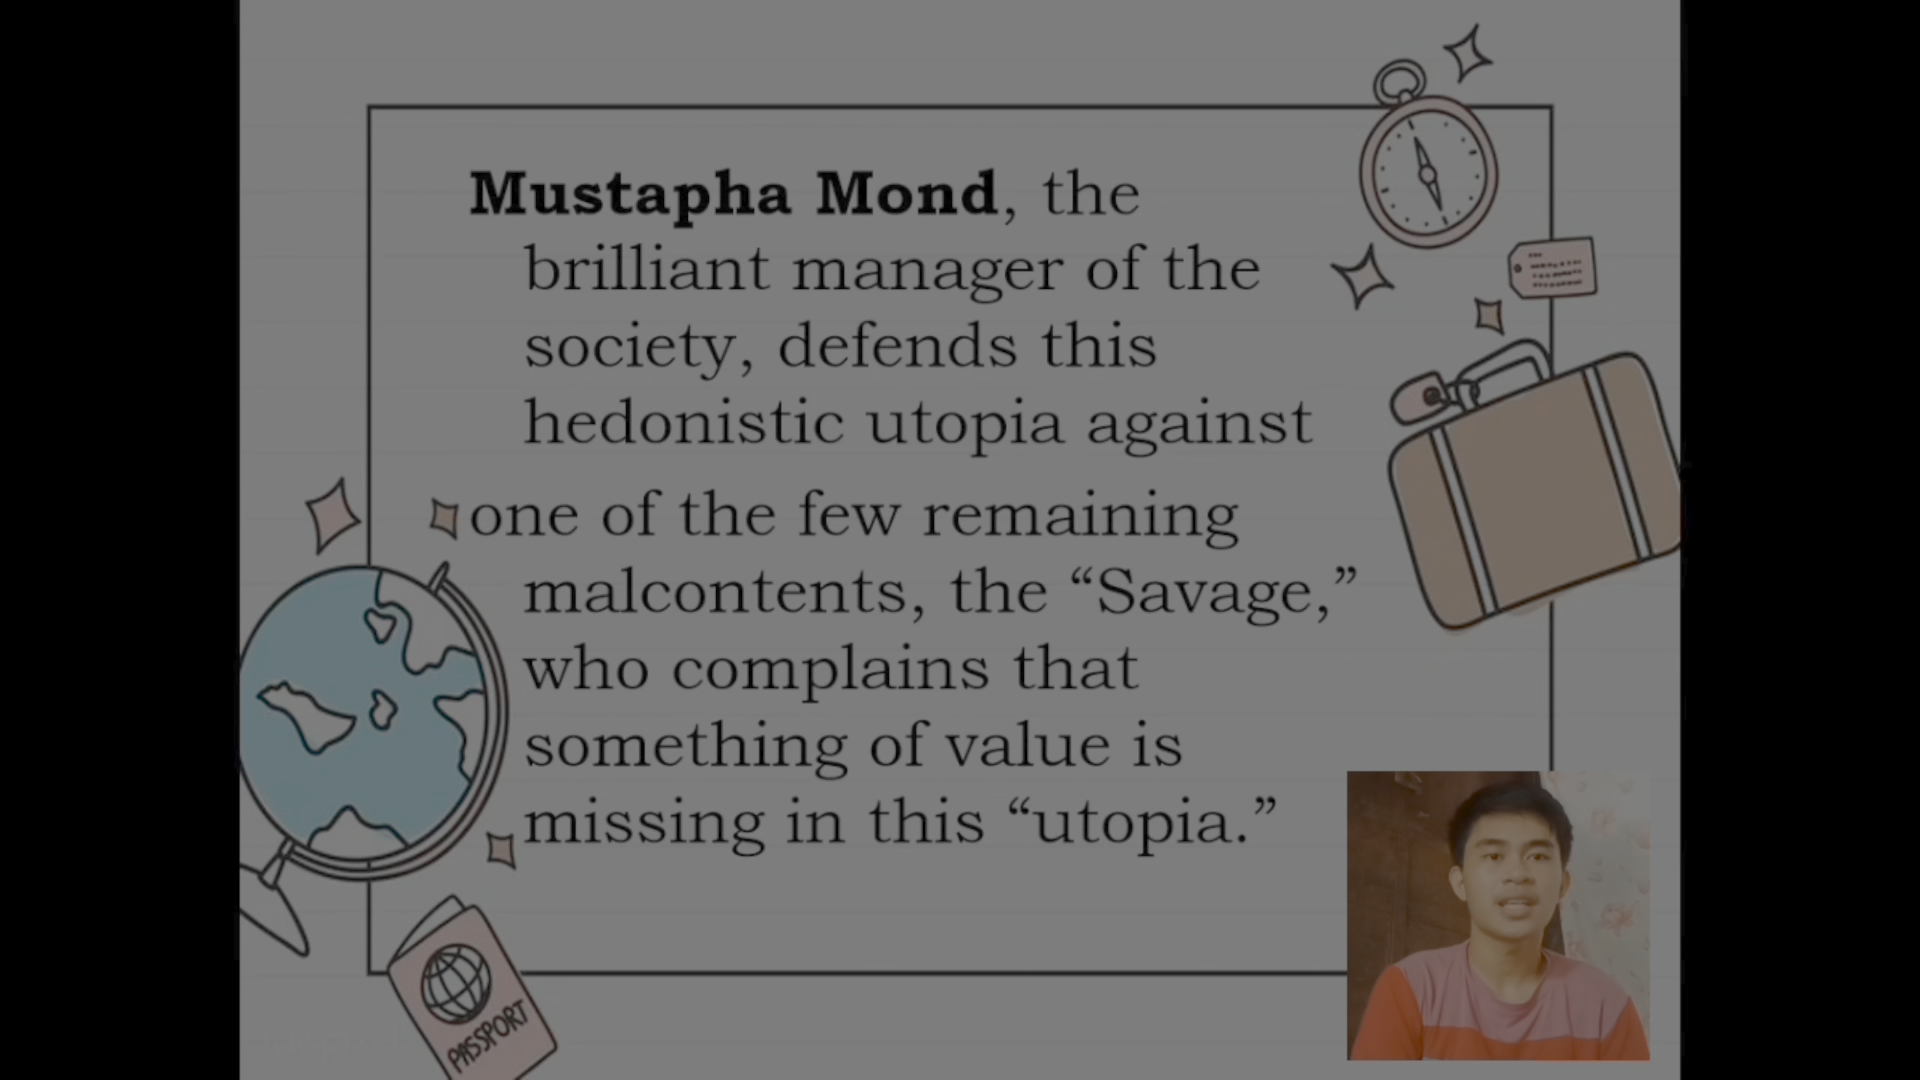 Mustapha Mond, the
brilliant manager of the
society, defends this
hedonistic utopia against
one of the few remaining
malcontents, the “Savage,”
who complains that
something of value is
missing in this “utopia.”
PASSPORT